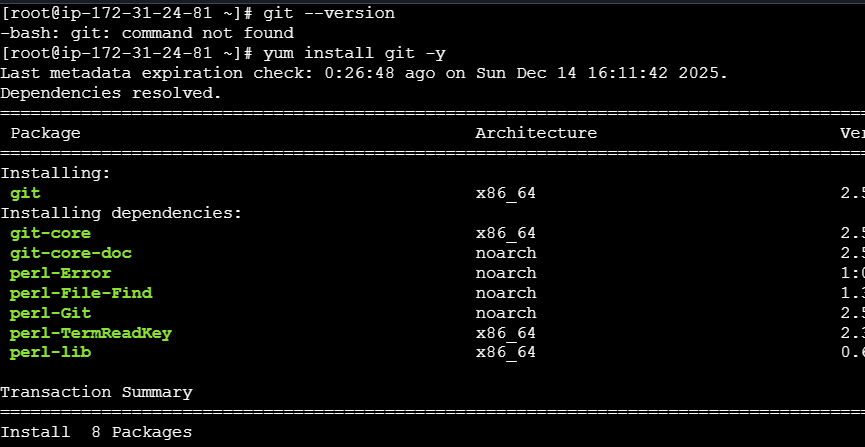 [root@ip-172-31-24-81 ~]# git --version
-bash: git: command not found
[root@ip-172-31-24-81 ~]# yum install git -y
Last metadata expiration check: 0:26:48 ago on Sun Dec 14 16:11:42 2025.
Dependencies resolved.
================================================================================
Package Architecture Ver
================================================================================
Installing:
git x86_64 2.5
Installing dependencies:
git-core x86_64 2.5
git-core-doc noarch 2.5
perl-Error noarch 1:0
perl-File-Find noarch 1.3
perl-Git noarch 2.5
perl-TermReadKey x86_64 2.3
perl-lib x86_64 0.6
Transaction Summary
================================================================================
Install 8 Packages